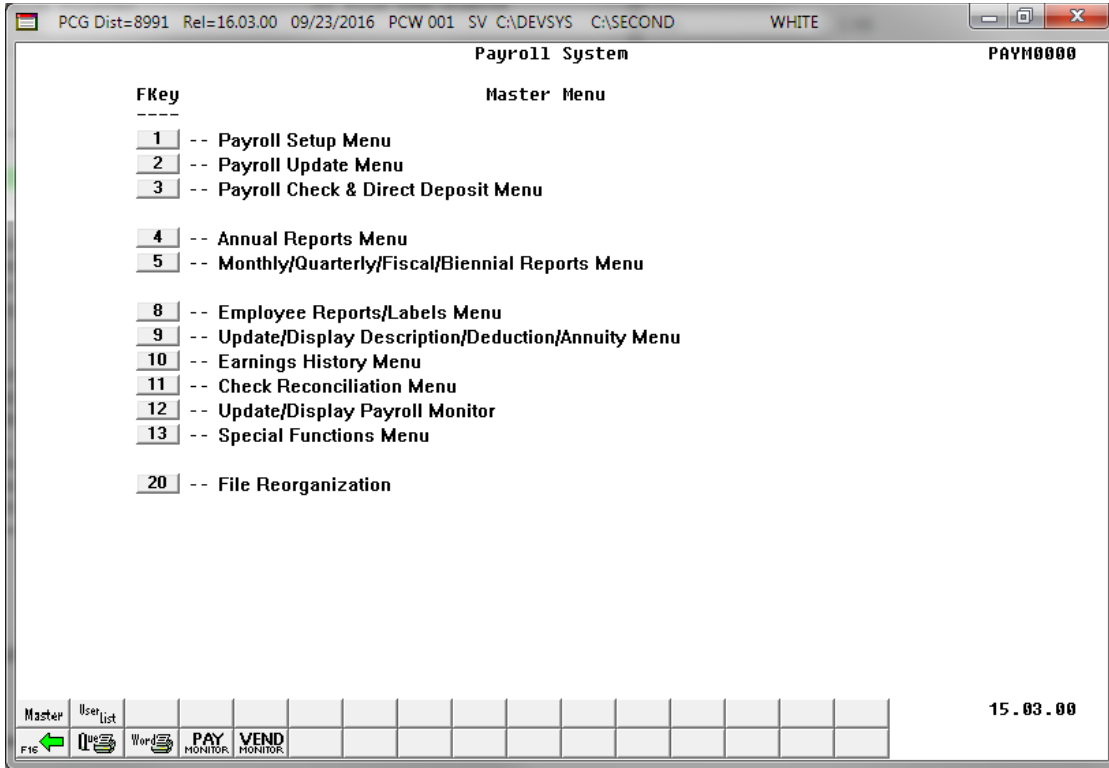 PCG Dist=8991 Rel=16.03.00 09/23/2016 PCW 001 SV C:\DEVSYS C:\SECOND WHITE
Payroll System PAYM0000
FKey Master Menu
----
1 -- Payroll Setup Menu
2 -- Payroll Update Menu
3 -- Payroll Check & Direct Deposit Menu
4 -- Annual Reports Menu
5 -- Monthly/Quarterly/Fiscal/Biennial Reports Menu
8 -- Employee Reports/Labels Menu
9 -- Update/Display Description/Deduction/Annuity Menu
10 -- Earnings History Menu
11 -- Check Reconciliation Menu
12 -- Update/Display Payroll Monitor
13 -- Special Functions Menu
20 -- File Reorganization
Master User List 15.03.00
F16 Que Word PAY MONITOR VEND MONITOR